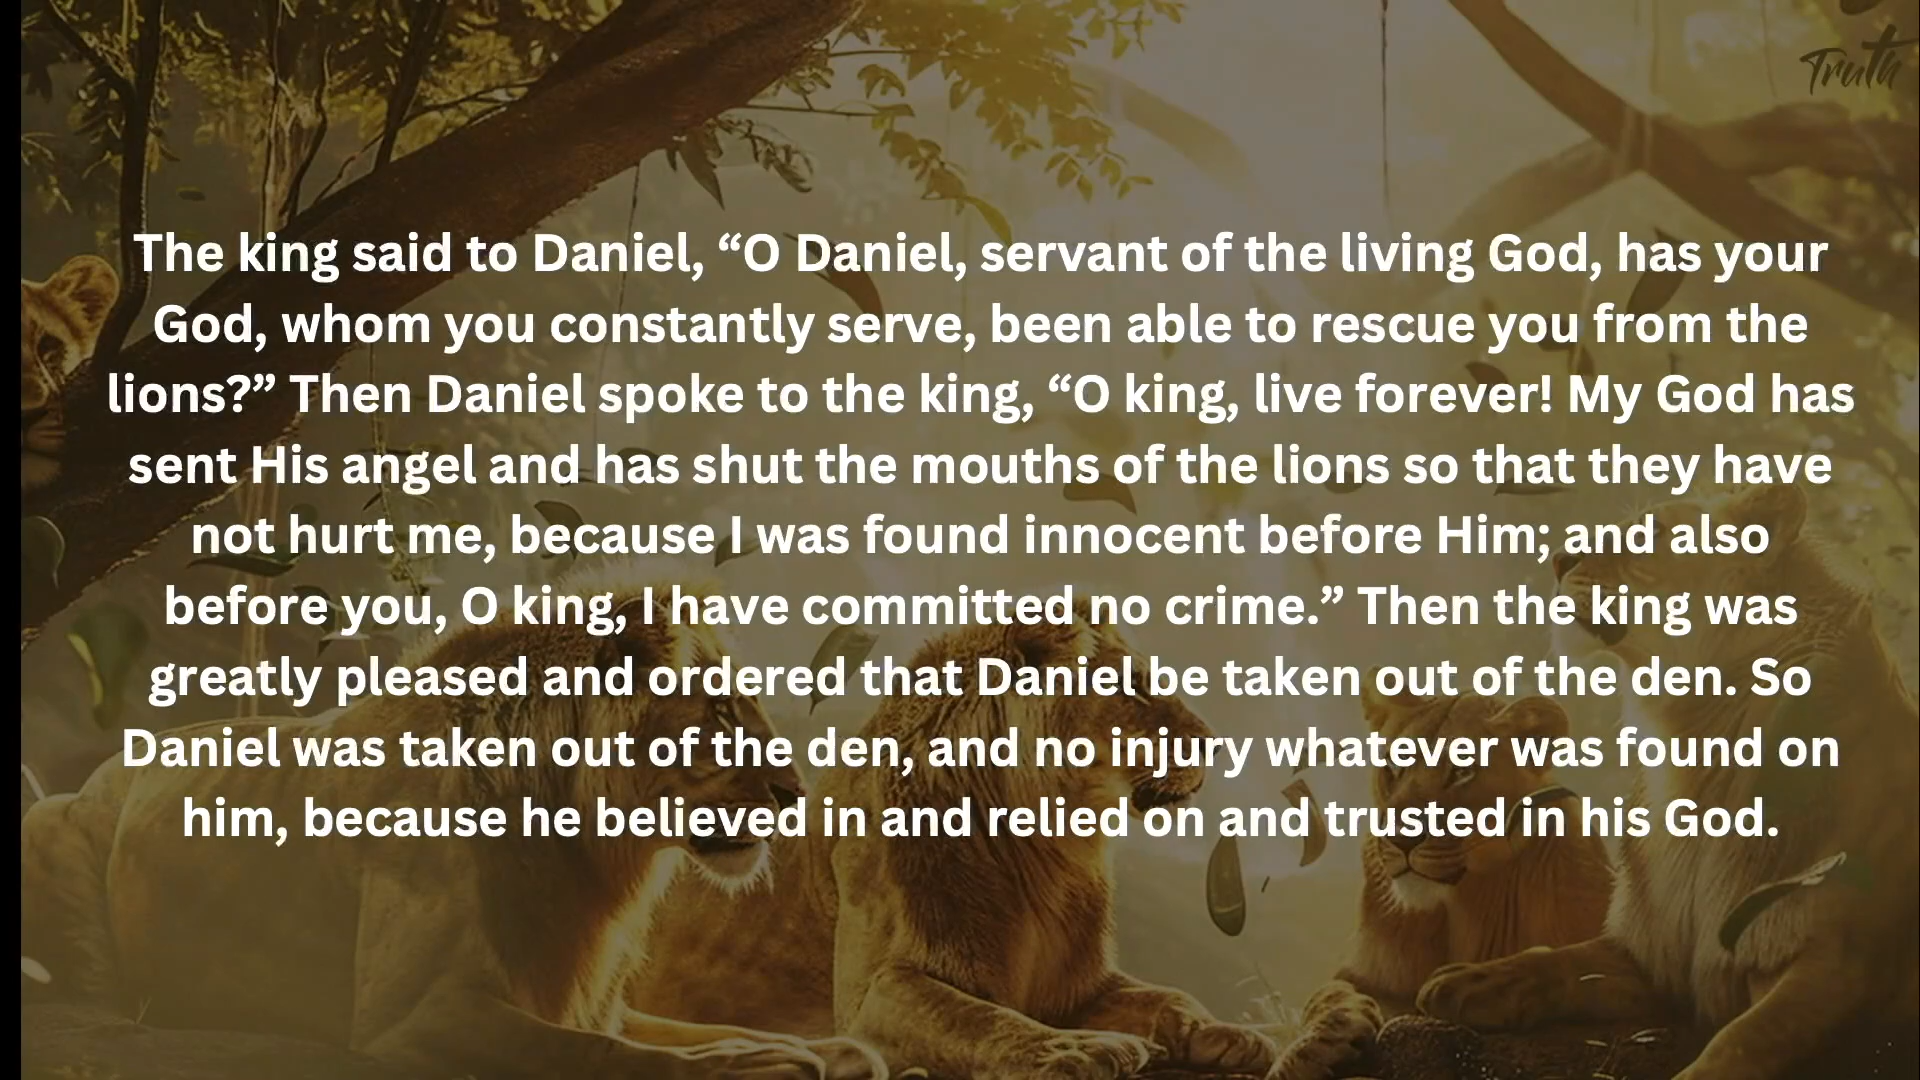 Truth
The king said to Daniel, “O Daniel, servant of the living God, has your
God, whom you constantly serve, been able to rescue you from the
lions?” Then Daniel spoke to the king, “O king, live forever! My God has
sent His angel and has shut the mouths of the lions so that they have
not hurt me, because I was found innocent before Him; and also
before you, O king, I have committed no crime.” Then the king was
greatly pleased and ordered that Daniel be taken out of the den. So
Daniel was taken out of the den, and no injury whatever was found on
him, because he believed in and relied on and trusted in his God.